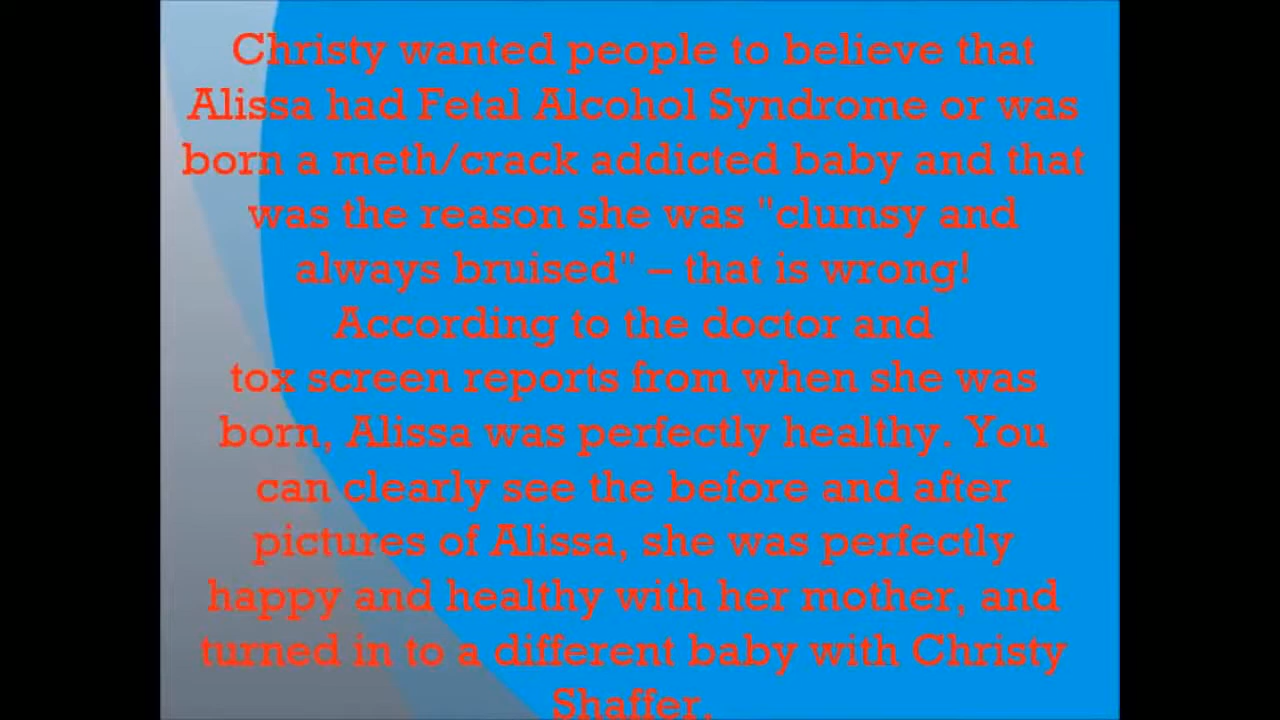 Christy wanted people to believe that
Alissa had Fetal Alcohol Syndrome or was
born a meth/crack addicted baby and that
was the reason she was "clumsy and
always bruised" – that is wrong!
According to the doctor and
tox screen reports from when she was
born, Alissa was perfectly healthy. You
can clearly see the before and after
pictures of Alissa, she was perfectly
happy and healthy with her mother, and
turned in to a different baby with Christy
Shaffer.